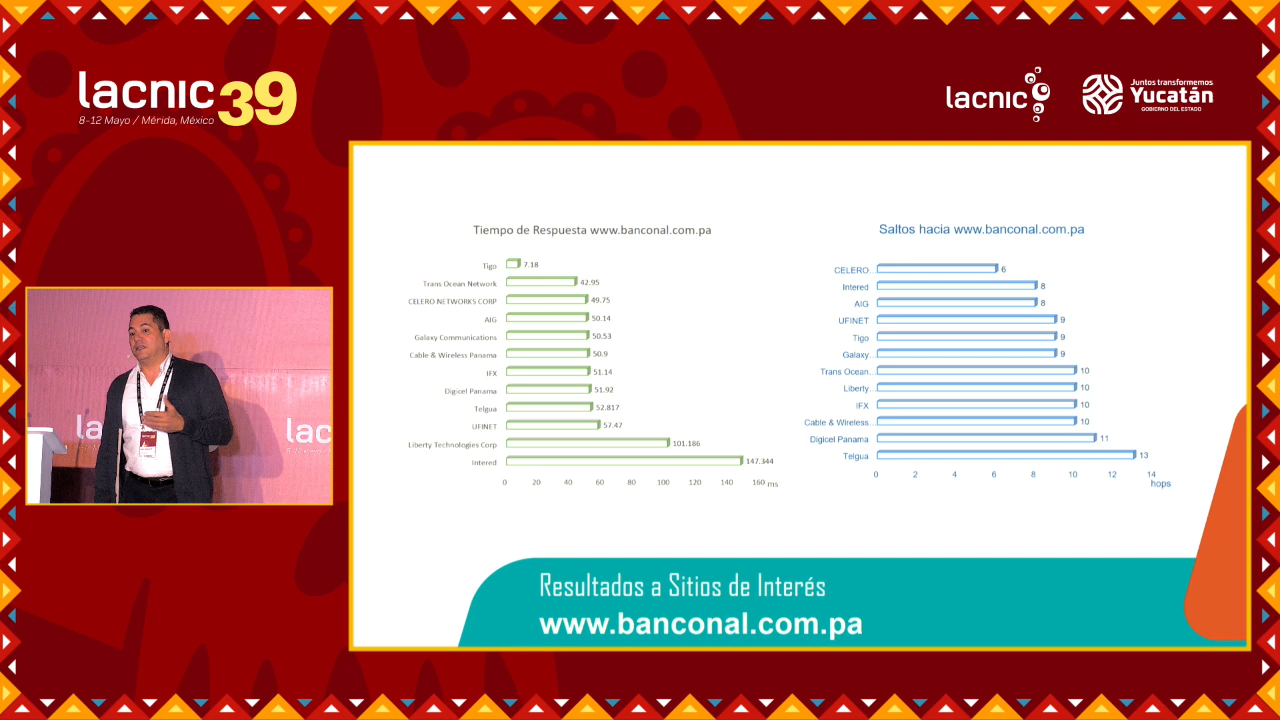 lacnic 39
8-12 Mayo / Mérida, México
lacnic
Juntos transformemos
Yucatán
GOBIERNO DEL ESTADO
Tiempo de Respuesta www.banconal.com.pa
Tigo 7.18
Trans Ocean Network 42.95
CELERO NETWORKS CORP 49.75
AIG 50.14
Galaxy Communications 50.53
Cable & Wireless Panama 50.9
IFX 51.14
Digicel Panama 51.92
Telgua 52.817
UFINET 57.47
Liberty Technologies Corp 101.186
Intered 147.344
0 20 40 60 80 100 120 140 160 ms
Saltos hacia www.banconal.com.pa
CELERO... 6
Intered 8
AIG 8
UFINET 9
Tigo 9
Galaxy... 9
Trans Ocean... 10
Liberty... 10
IFX 10
Cable & Wireless... 10
Digicel Panama 11
Telgua 13
0 2 4 6 8 10 12 14
hops
la
lac
Resultados a Sitios de Interés
www.banconal.com.pa